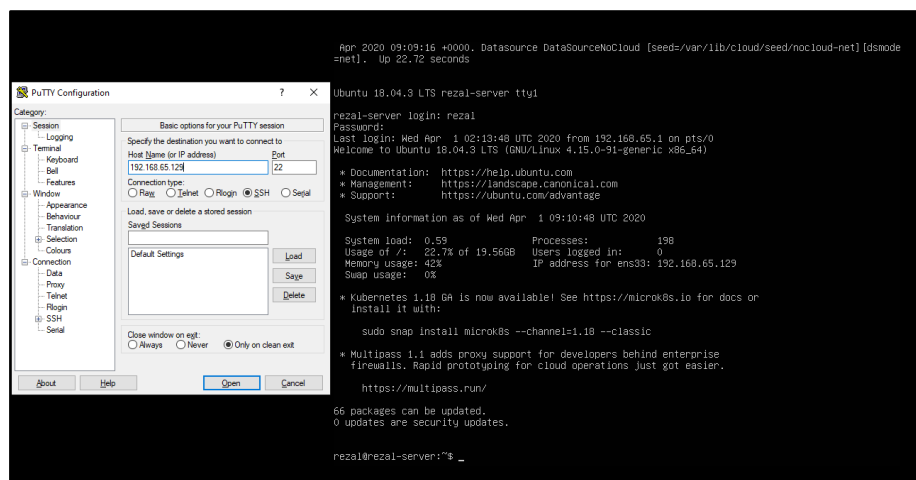 Apr 2020 09:09:16 +0000. Datasource DataSourceNoCloud [seed=/var/lib/cloud/seed/nocloud-net][dsmode
=net].  Up 22.72 seconds
Ubuntu 18.04.3 LTS rezal-server tty1
rezal-server login: rezal
Password:
Last login: Wed Apr  1 02:13:48 UTC 2020 from 192.168.65.1 on pts/0
Welcome to Ubuntu 18.04.3 LTS (GNU/Linux 4.15.0-91-generic x86_64)
* Documentation:  https://help.ubuntu.com
* Management:     https://landscape.canonical.com
* Support:        https://ubuntu.com/advantage
System information as of Wed Apr  1 09:10:48 UTC 2020
System load:  0.59               Processes:            198
Usage of /:   22.7% of 19.56GB   Users logged in:      0
Memory usage: 42%                IP address for ens33: 192.168.65.129
Swap usage:   0%
* Kubernetes 1.18 GA is now available! See https://microk8s.io for docs or
install it with:
sudo snap install microk8s --channel=1.18 --classic
* Multipass 1.1 adds proxy support for developers behind enterprise
firewalls. Rapid prototyping for cloud operations just got easier.
https://multipass.run/
66 packages can be updated.
0 updates are security updates.
rezal@rezal-server:~$ _
PuTTY Configuration ? ×
Category:
Session
Logging
Terminal
Keyboard
Bell
Features
Window
Appearance
Behaviour
Translation
Selection
Colours
Connection
Data
Proxy
Telnet
Rlogin
SSH
Serial
Basic options for your PuTTY session
Specify the destination you want to connect to
Host Name (or IP address) Port
192.168.65.129 22
Connection type:
Raw Telnet Rlogin SSH Serial
Load, save or delete a stored session
Saved Sessions
Default Settings
Load
Save
Delete
Close window on exit:
Always Never Only on clean exit
About Help Open Cancel